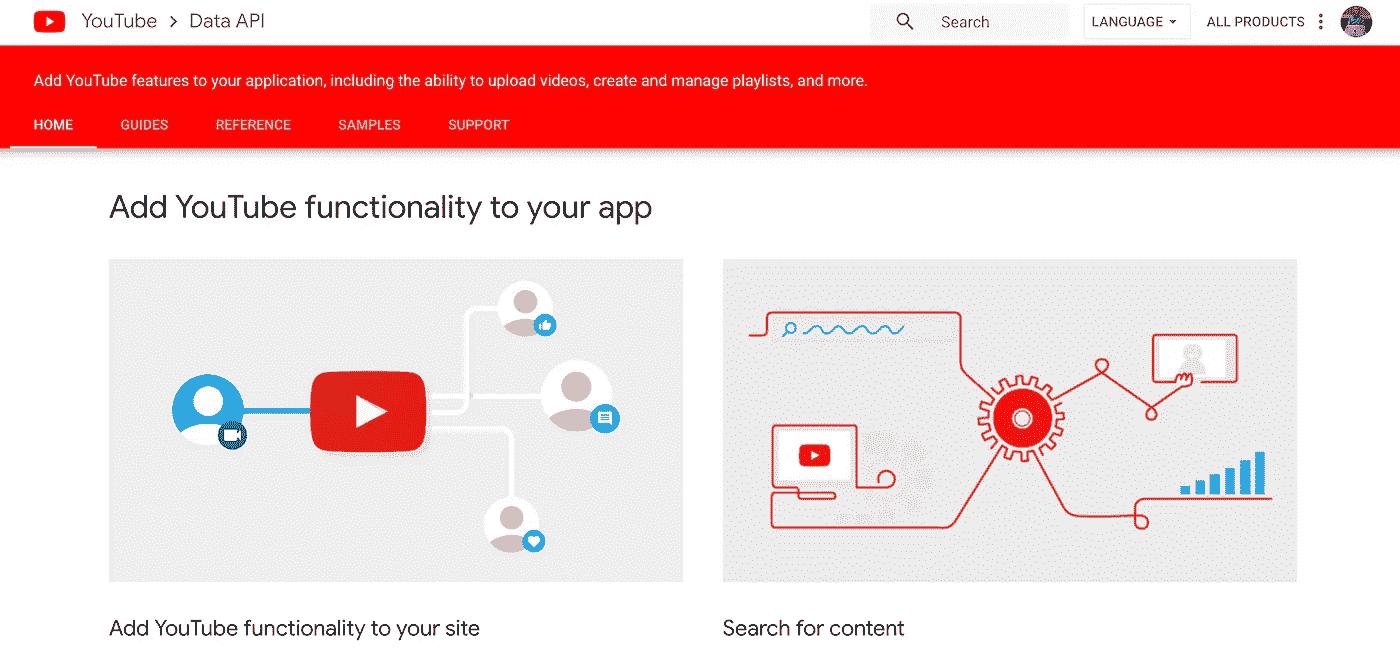 YouTube > Data API
Search
LANGUAGE
ALL PRODUCTS
Add YouTube features to your application, including the ability to upload videos, create and manage playlists, and more.
HOME
GUIDES
REFERENCE
SAMPLES
SUPPORT
Add YouTube functionality to your app
Add YouTube functionality to your site
Search for content